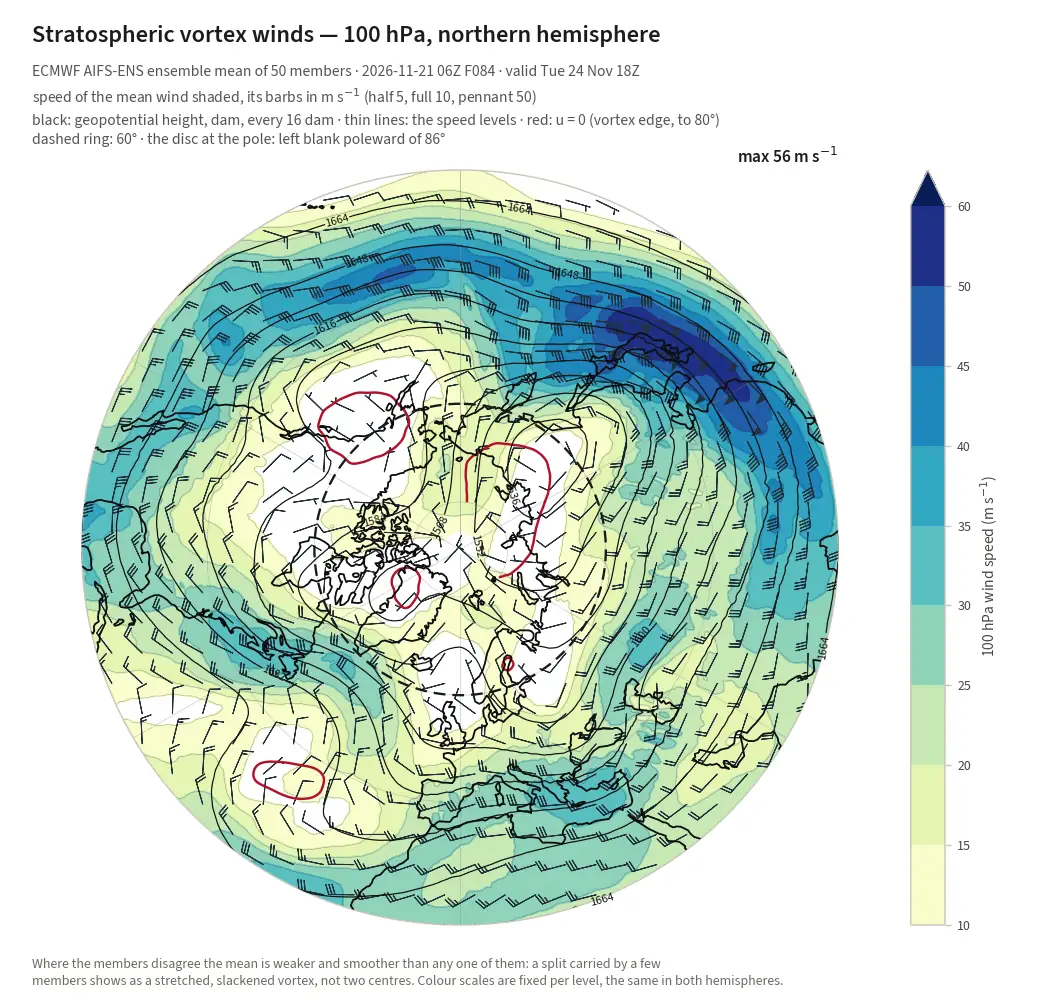 Stratospheric vortex winds — 100 hPa, northern hemisphere
ECMWF AIFS-ENS ensemble mean of 50 members · 2026-11-21 06Z F084 · valid Tue 24 Nov 18Z
speed of the mean wind shaded, its barbs in m s⁻¹ (half 5, full 10, pennant 50)
black: geopotential height, dam, every 16 dam · thin lines: the speed levels · red: u = 0 (vortex edge, to 80°)
dashed ring: 60° · the disc at the pole: left blank poleward of 86°
max 56 m s⁻¹
1664
1664
1648
1648
1616
1568
1552
1664
1664
60
50
45
40
35
30
25
20
15
10
100 hPa wind speed (m s⁻¹)
Where the members disagree the mean is weaker and smoother than any one of them: a split carried by a few
members shows as a stretched, slackened vortex, not two centres. Colour scales are fixed per level, the same in both hemispheres.